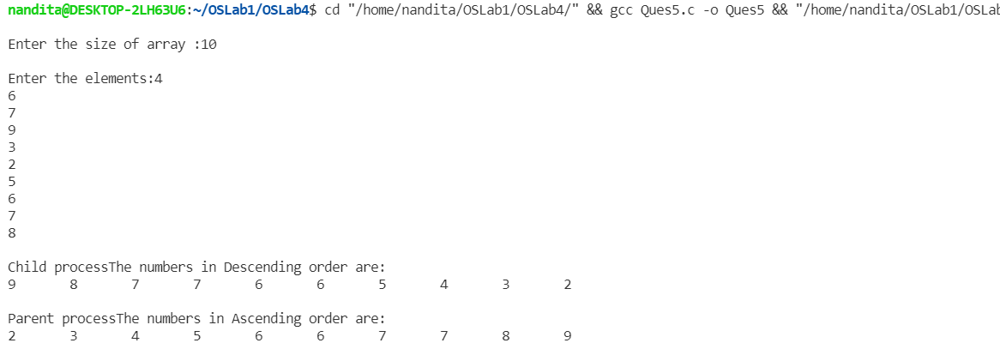 nandita@DESKTOP-2LH63U6:~/OSLab1/OSLab4$ cd "/home/nandita/OSLab1/OSLab4/" && gcc Ques5.c -o Ques5 && "/home/nandita/OSLab1/OSLab
Enter the size of array :10
Enter the elements:4
6
7
9
3
2
5
6
7
8
Child processThe numbers in Descending order are:
9 8 7 7 6 6 5 4 3 2
Parent processThe numbers in Ascending order are:
2 3 4 5 6 6 7 7 8 9